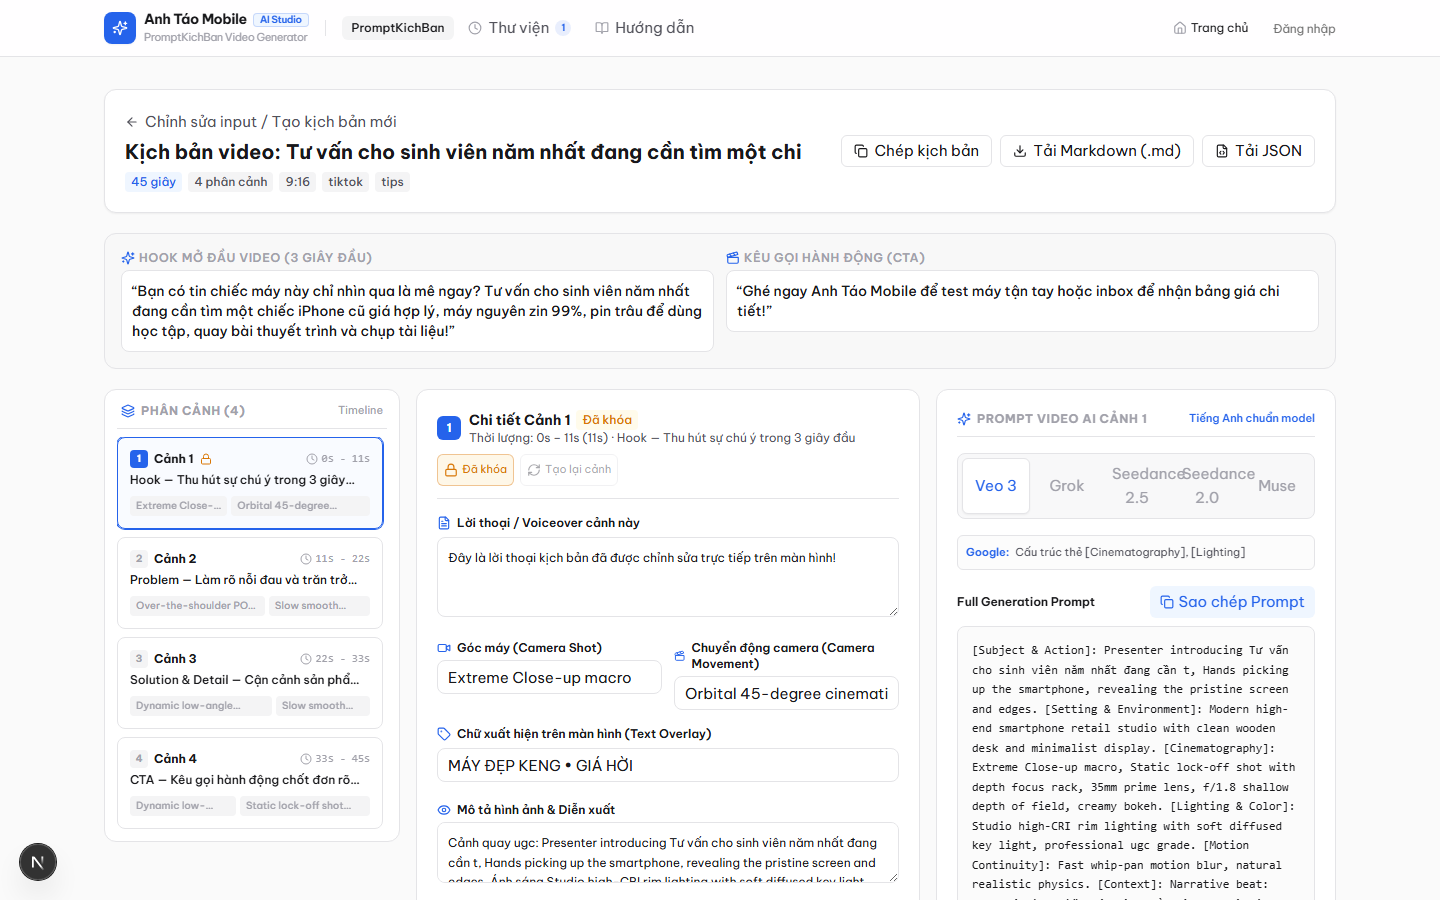 Anh Táo Mobile AI Studio
PromptKichBan Video Generator
PromptKichBan
Thư viện 1
Hướng dẫn
Trang chủ
Đăng nhập
Chỉnh sửa input / Tạo kịch bản mới
Kịch bản video: Tư vấn cho sinh viên năm nhất đang cần tìm một chi
45 giây
4 phân cảnh
9:16
tiktok
tips
Chép kịch bản
Tải Markdown (.md)
Tải JSON
HOOK MỞ ĐẦU VIDEO (3 GIÂY ĐẦU)
“Bạn có tin chiếc máy này chỉ nhìn qua là mê ngay? Tư vấn cho sinh viên năm nhất
đang cần tìm một chiếc iPhone cũ giá hợp lý, máy nguyên zin 99%, pin trâu để dùng
học tập, quay bài thuyết trình và chụp tài liệu!”
KÊU GỌI HÀNH ĐỘNG (CTA)
“Ghé ngay Anh Táo Mobile để test máy tận tay hoặc inbox để nhận bảng giá chi
tiết!”
PHÂN CẢNH (4)
Timeline
1 Cảnh 1 0s - 11s
Hook — Thu hút sự chú ý trong 3 giây...
Extreme Close-... Orbital 45-degree...
2 Cảnh 2 11s - 22s
Problem — Làm rõ nỗi đau và trăn trở...
Over-the-shoulder PO... Slow smooth...
3 Cảnh 3 22s - 33s
Solution & Detail — Cận cảnh sản phẩ...
Dynamic low-angle... Slow smooth...
4 Cảnh 4 33s - 45s
CTA — Kêu gọi hành động chốt đơn rõ...
Dynamic low-... Static lock-off shot...
1 Chi tiết Cảnh 1 Đã khóa
Thời lượng: 0s – 11s (11s) · Hook — Thu hút sự chú ý trong 3 giây đầu
Đã khóa
Tạo lại cảnh
Lời thoại / Voiceover cảnh này
Đây là lời thoại kịch bản đã được chỉnh sửa trực tiếp trên màn hình!
Góc máy (Camera Shot)
Extreme Close-up macro
Chuyển động camera (Camera
Movement)
Orbital 45-degree cinemati
Chữ xuất hiện trên màn hình (Text Overlay)
MÁY ĐẸP KENG • GIÁ HỜI
Mô tả hình ảnh & Diễn xuất
Cảnh quay ugc: Presenter introducing Tư vấn cho sinh viên năm nhất đang
cần t, Hands picking up the smartphone, revealing the pristine screen and
edges. Ánh sáng Studio high-CRI rim lighting with soft diffused key light,
PROMPT VIDEO AI CẢNH 1
Tiếng Anh chuẩn model
Veo 3
Grok
Seedance
2.5
Seedance
2.0
Muse
Google: Cấu trúc thẻ [Cinematography], [Lighting]
Full Generation Prompt
Sao chép Prompt
[Subject & Action]: Presenter introducing Tư vấn
cho sinh viên năm nhất đang cần t, Hands picking
up the smartphone, revealing the pristine screen
and edges. [Setting & Environment]: Modern high-
end smartphone retail studio with clean wooden
desk and minimalist display. [Cinematography]:
Extreme Close-up macro, Static lock-off shot with
depth focus rack, 35mm prime lens, f/1.8 shallow
depth of field, creamy bokeh. [Lighting & Color]:
Studio high-CRI rim lighting with soft diffused
key light, professional ugc grade. [Motion
Continuity]: Fast whip-pan motion blur, natural
realistic physics. [Context]: Narrative beat:
N